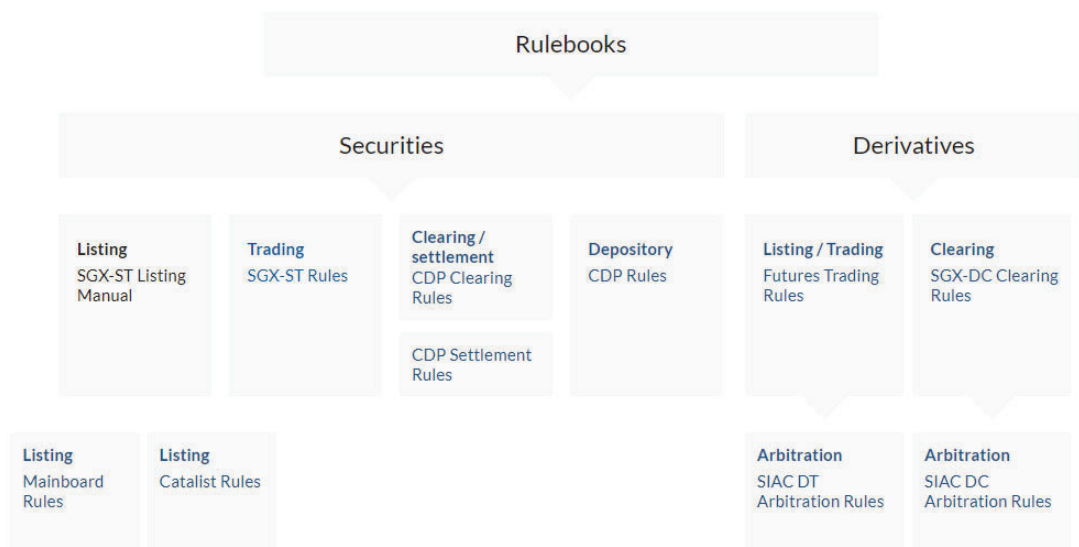 Rulebooks
Securities
Derivatives
Listing
SGX-ST Listing
Manual
Trading
SGX-ST Rules
Clearing /
settlement
CDP Clearing
Rules
CDP Settlement
Rules
Depository
CDP Rules
Listing / Trading
Futures Trading
Rules
Clearing
SGX-DC Clearing
Rules
Listing
Mainboard
Rules
Listing
Catalist Rules
Arbitration
SIAC DT
Arbitration Rules
Arbitration
SIAC DC
Arbitration Rules